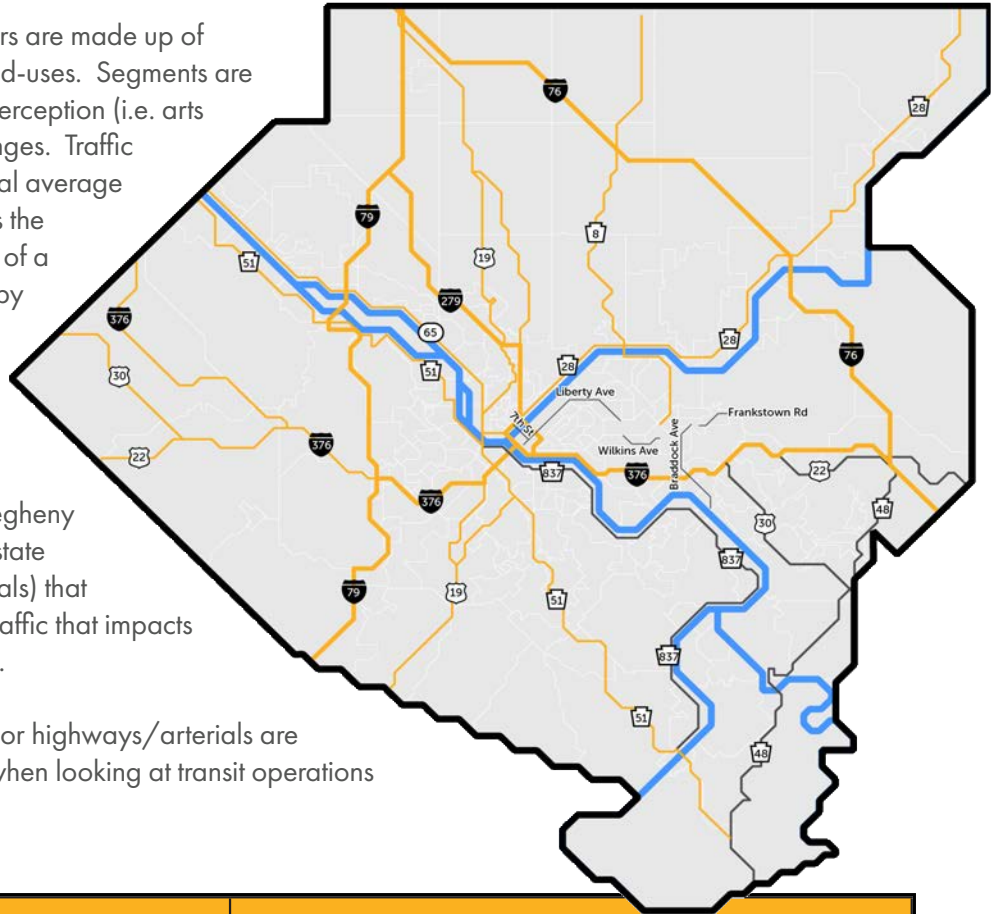 rs are made up of
d-uses. Segments are
erception (i.e. arts
nges. Traffic
al average
s the
of a
by
egheny
state
als) that
affic that impacts
.
or highways/arterials are
when looking at transit operations
76
28
79
8
19
51
279
376
65
28
30
51
28
76
Liberty Ave
7th St
Frankstown Rd
Wilkins Ave
Braddock Ave
22
376
837
376
22
376
48
30
837
79
19
51
837
51
48